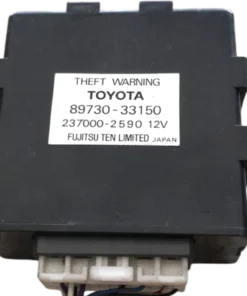 THEFT WARNING
TOYOTA
89730-33150
237000-2590 12V
FUJITSU TEN LIMITED JAPAN